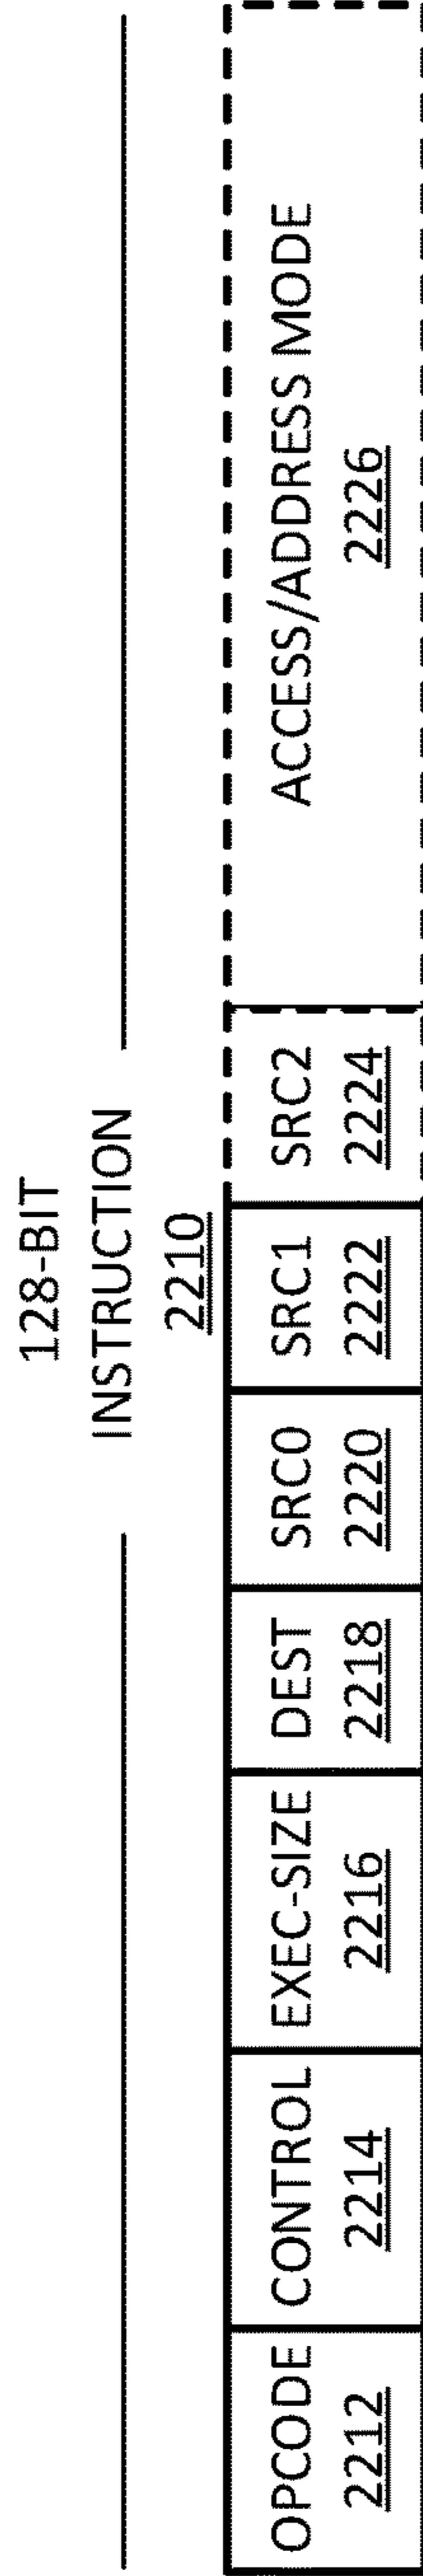 128-BIT
INSTRUCTION
2210
OPCODE
2212
CONTROL
2214
EXEC-SIZE
2216
DEST
2218
SRC0
2220
SRC1
2222
SRC2
2224
ACCESS/ADDRESS MODE
2226